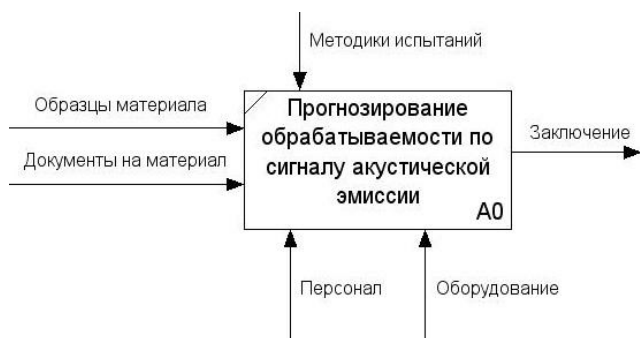 Методики испытаний
Образцы материала
Документы на материал
Прогнозирование
обрабатываемости по
сигналу акустической
эмиссии
A0
Заключение
Персонал
Оборудование